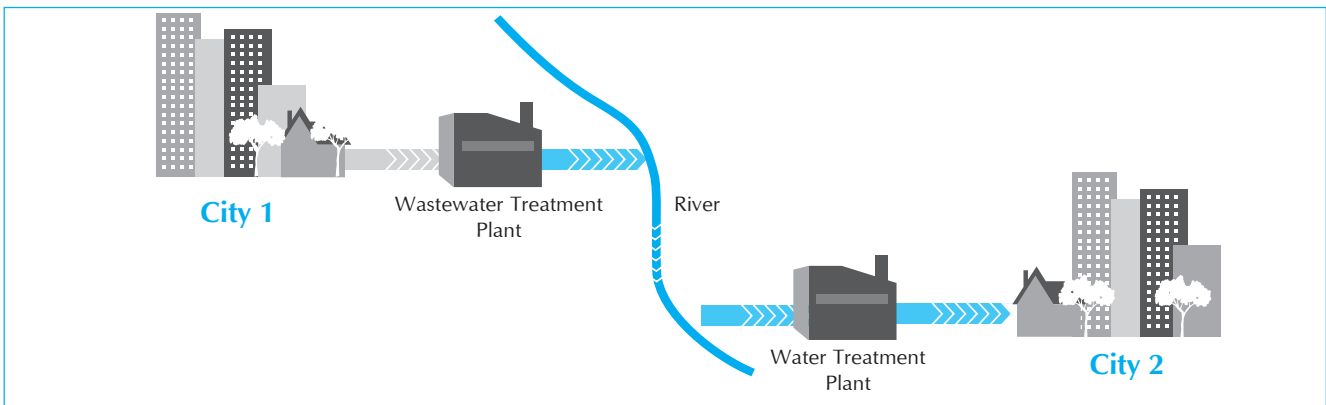 City 1
Wastewater Treatment
Plant
River
Water Treatment
Plant
City 2